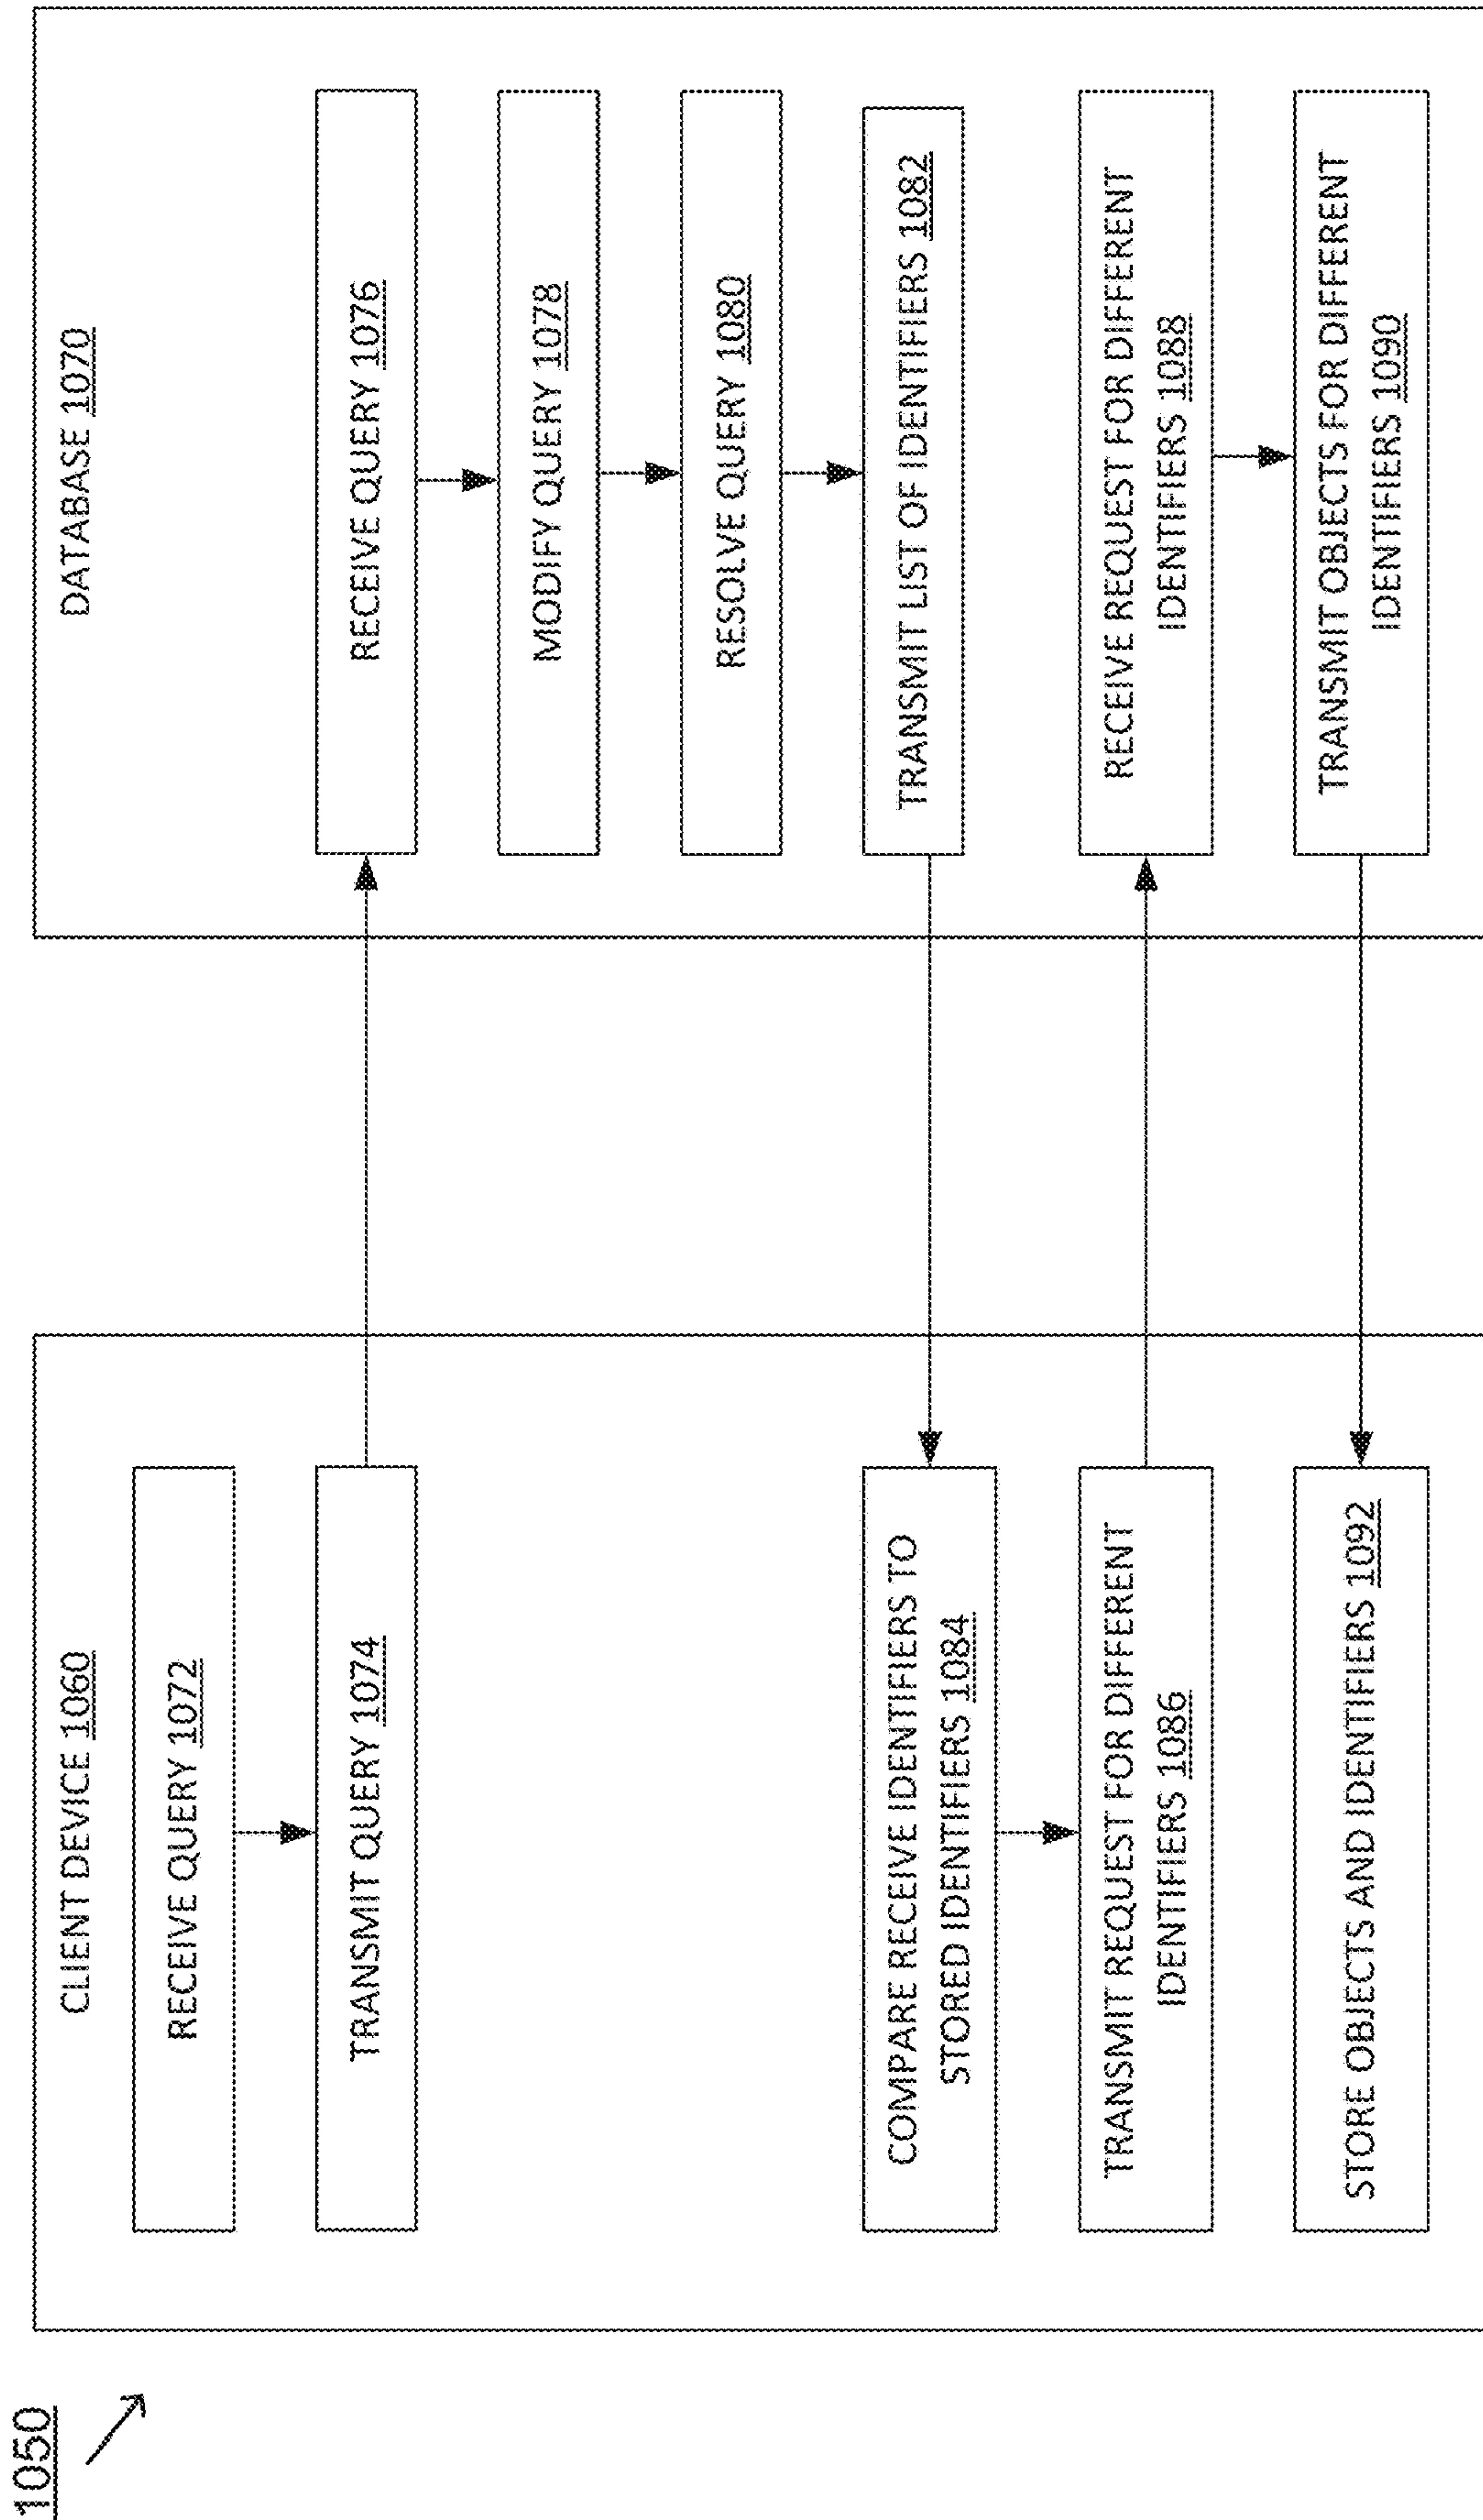 1050
CLIENT DEVICE 1060
RECEIVE QUERY 1072
TRANSMIT QUERY 1074
COMPARE RECEIVE IDENTIFIERS TO
STORED IDENTIFIERS 1084
TRANSMIT REQUEST FOR DIFFERENT
IDENTIFIERS 1086
STORE OBJECTS AND IDENTIFIERS 1092
DATABASE 1070
RECEIVE QUERY 1076
MODIFY QUERY 1078
RESOLVE QUERY 1080
TRANSMIT LIST OF IDENTIFIERS 1082
RECEIVE REQUEST FOR DIFFERENT
IDENTIFIERS 1088
TRANSMIT OBJECTS FOR DIFFERENT
IDENTIFIERS 1090